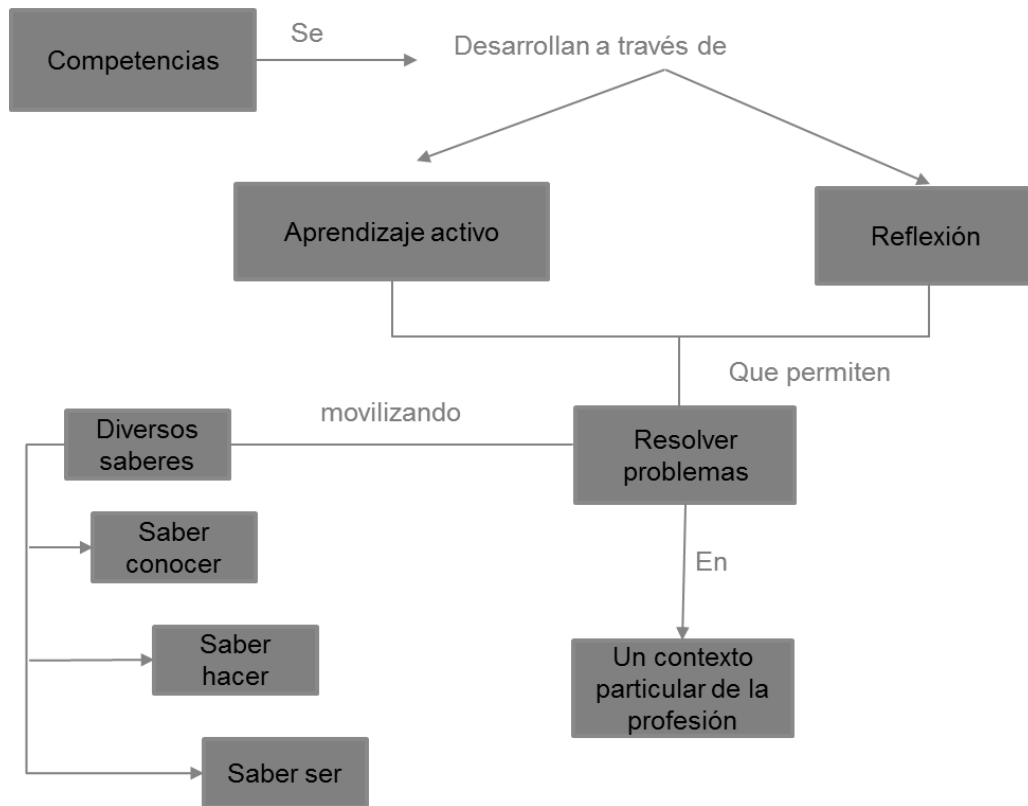 Competencias
Se
Desarrollan a través de
Aprendizaje activo
Reflexión
Que permiten
movilizando
Diversos
saberes
Resolver
problemas
Saber
conocer
En
Saber
hacer
Un contexto
particular de la
profesión
Saber ser